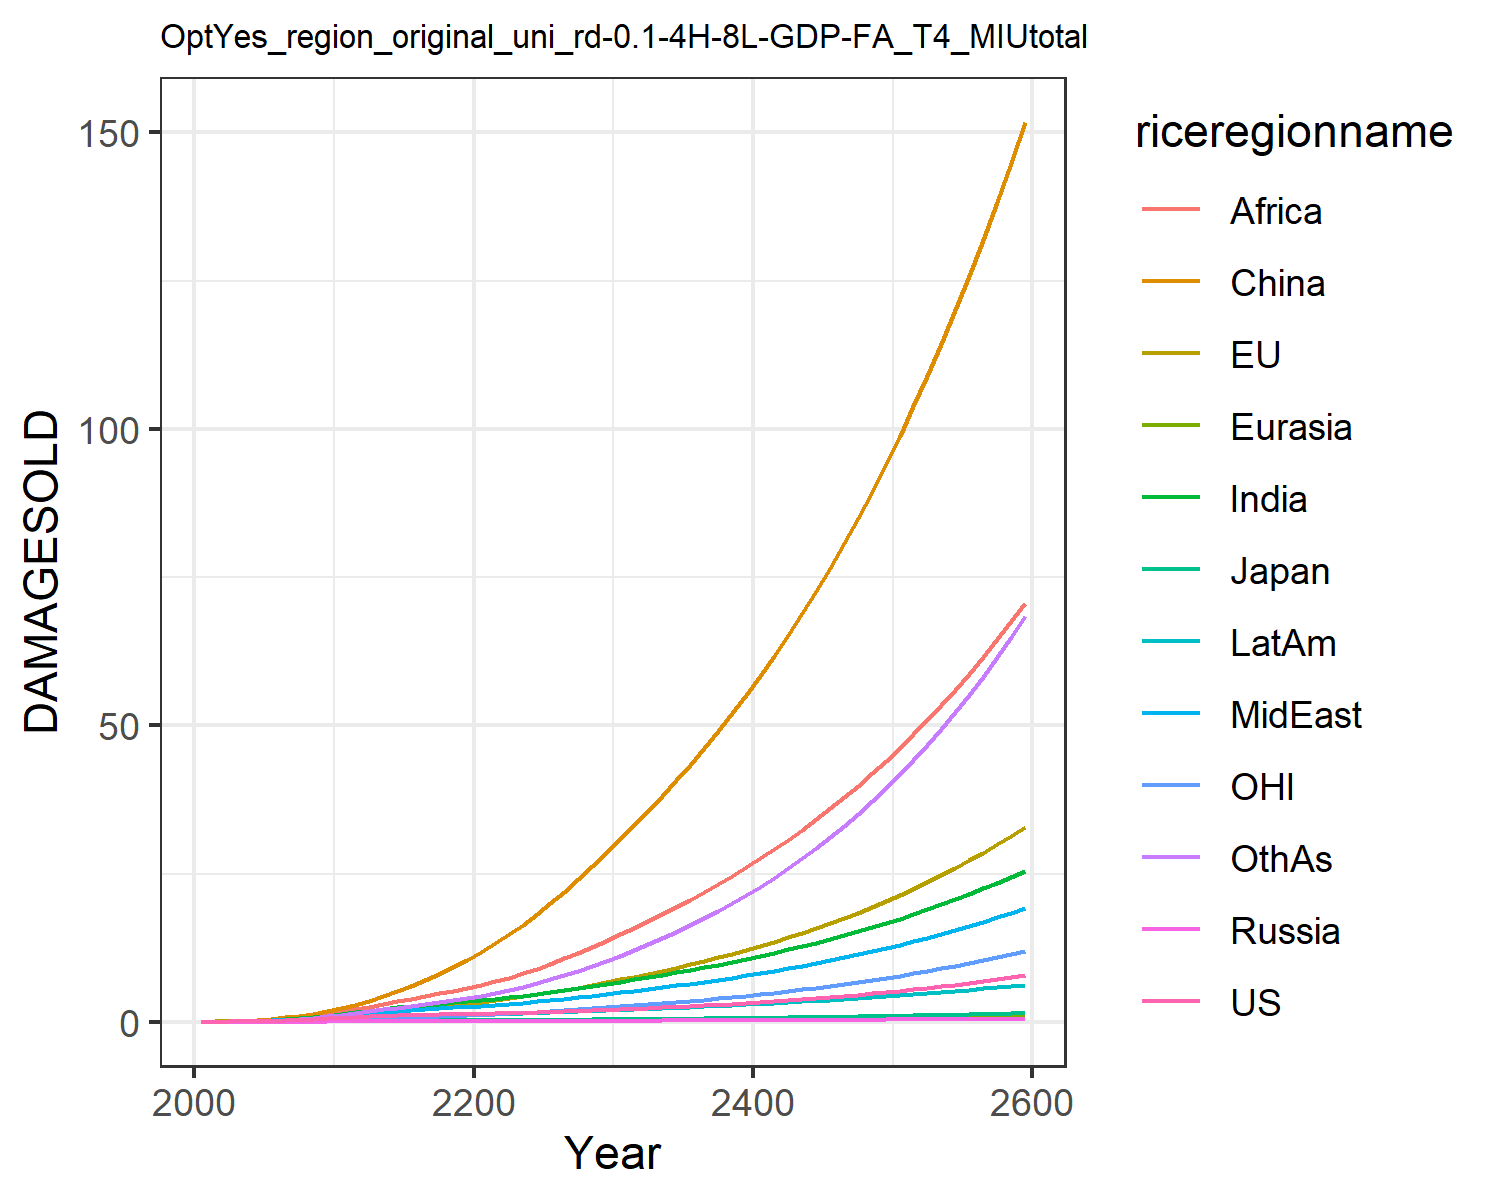 OptYes_region_original_uni_rd-0.1-4H-8L-GDP-FA_T4_MIUtotal
DAMAGESOLD
150
100
50
0
2000
2200
2400
2600
Year
riceregionname
Africa
China
EU
Eurasia
India
Japan
LatAm
MidEast
OHI
OthAs
Russia
US